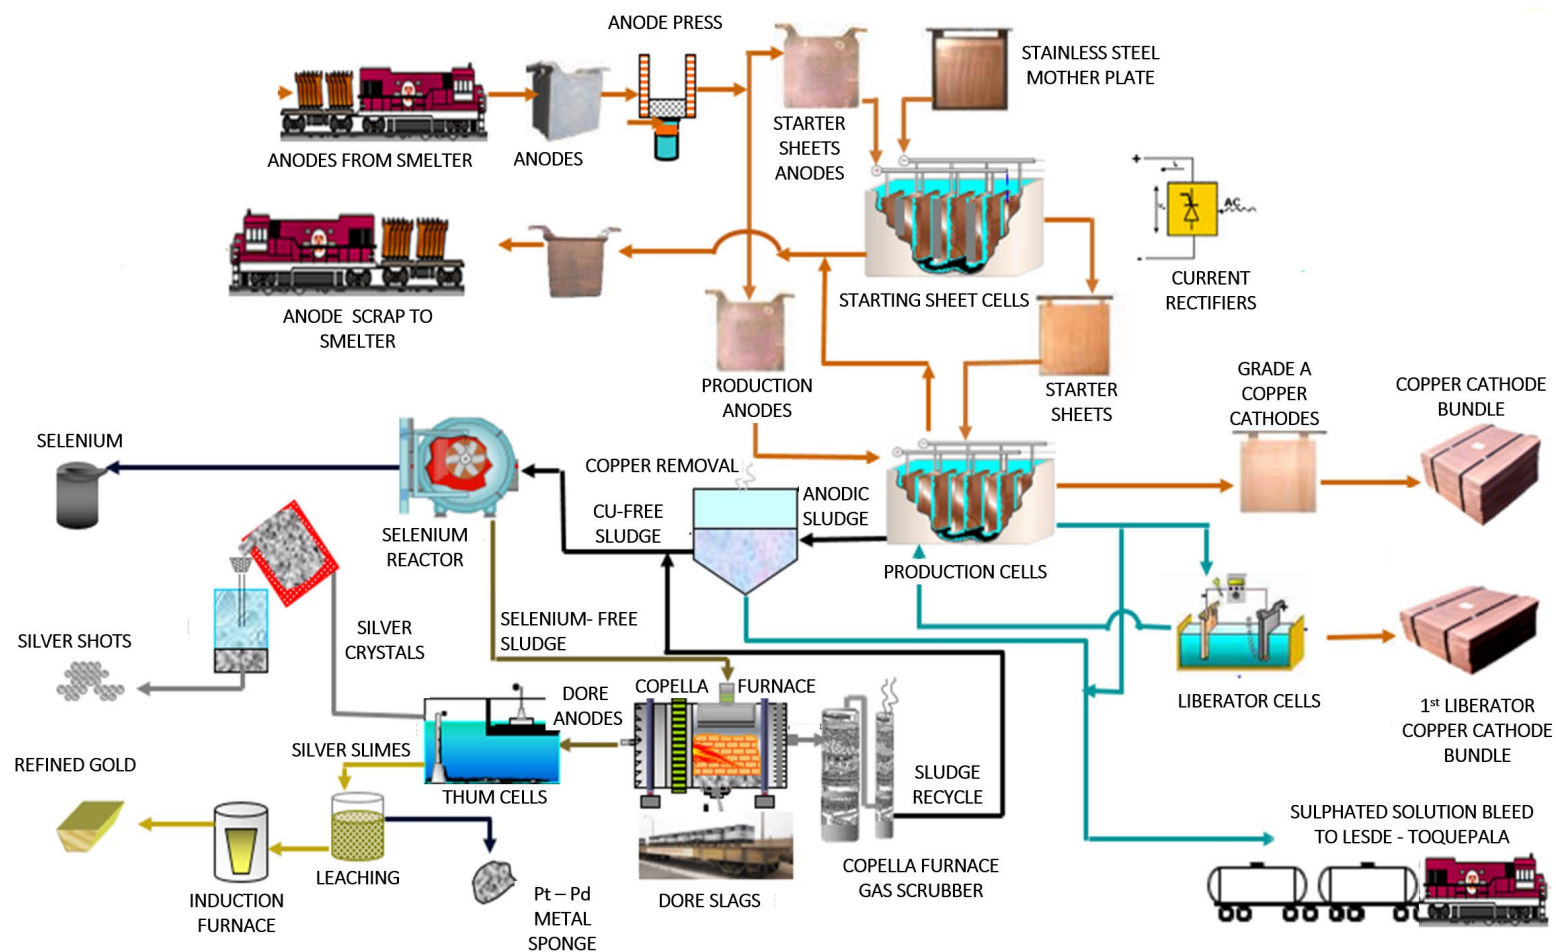 ANODE PRESS
STAINLESS STEEL
MOTHER PLATE
ANODES FROM SMELTER
ANODES
STARTER
SHEETS
ANODES
+
AC
-
CURRENT
RECTIFIERS
STARTING SHEET CELLS
ANODE SCRAP TO
SMELTER
PRODUCTION
ANODES
STARTER
SHEETS
GRADE A
COPPER
CATHODES
COPPER CATHODE
BUNDLE
SELENIUM
COPPER REMOVAL
ANODIC
SLUDGE
CU-FREE
SLUDGE
SELENIUM
REACTOR
PRODUCTION CELLS
SELENIUM- FREE
SLUDGE
SILVER
CRYSTALS
SILVER SHOTS
LIBERATOR CELLS
1st LIBERATOR
COPPER CATHODE
BUNDLE
COPELLA FURNACE
DORE
ANODES
SILVER SLIMES
THUM CELLS
REFINED GOLD
SLUDGE
RECYCLE
SULPHATED SOLUTION BLEED
TO LESDE - TOQUEPALA
COPELLA FURNACE
GAS SCRUBBER
DORE SLAGS
LEACHING
INDUCTION
FURNACE
Pt – Pd
METAL
SPONGE